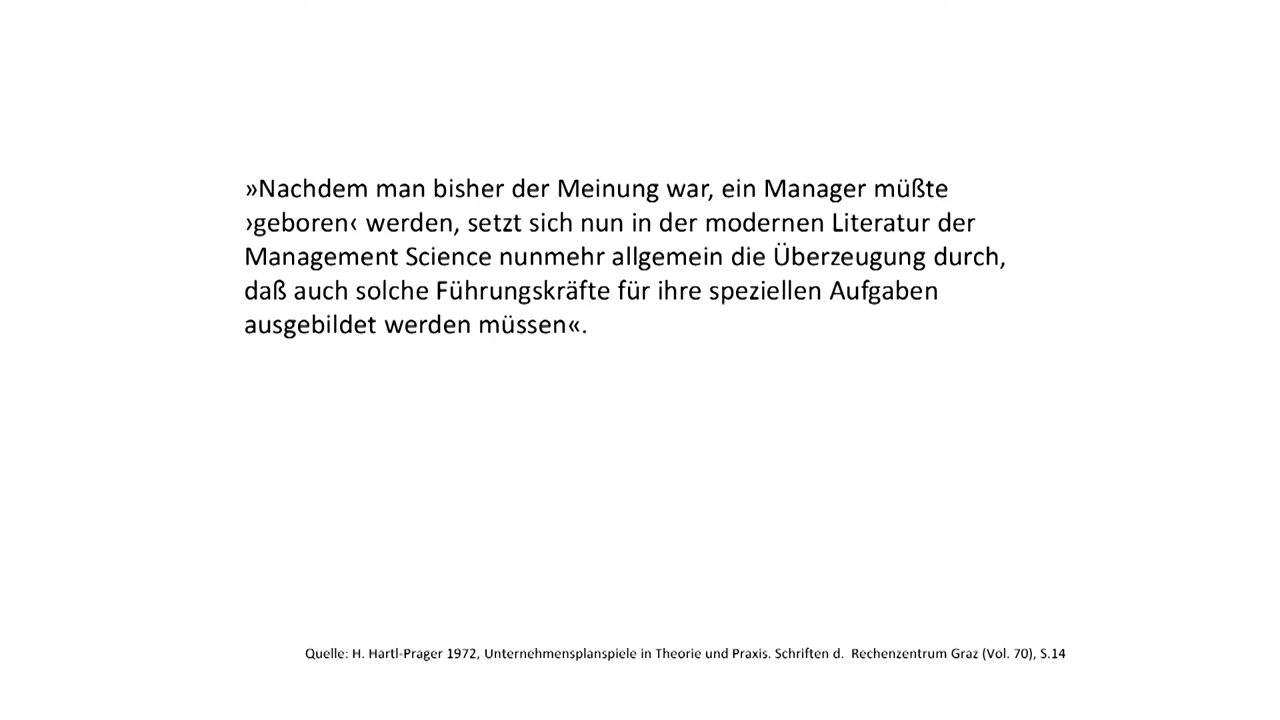 »Nachdem man bisher der Meinung war, ein Manager müßte
›geboren‹ werden, setzt sich nun in der modernen Literatur der
Management Science nunmehr allgemein die Überzeugung durch,
daß auch solche Führungskräfte für ihre speziellen Aufgaben
ausgebildet werden müssen«.
Quelle: H. Hartl-Prager 1972, Unternehmensplanspiele in Theorie und Praxis. Schriften d.  Rechenzentrum Graz (Vol. 70), S.14